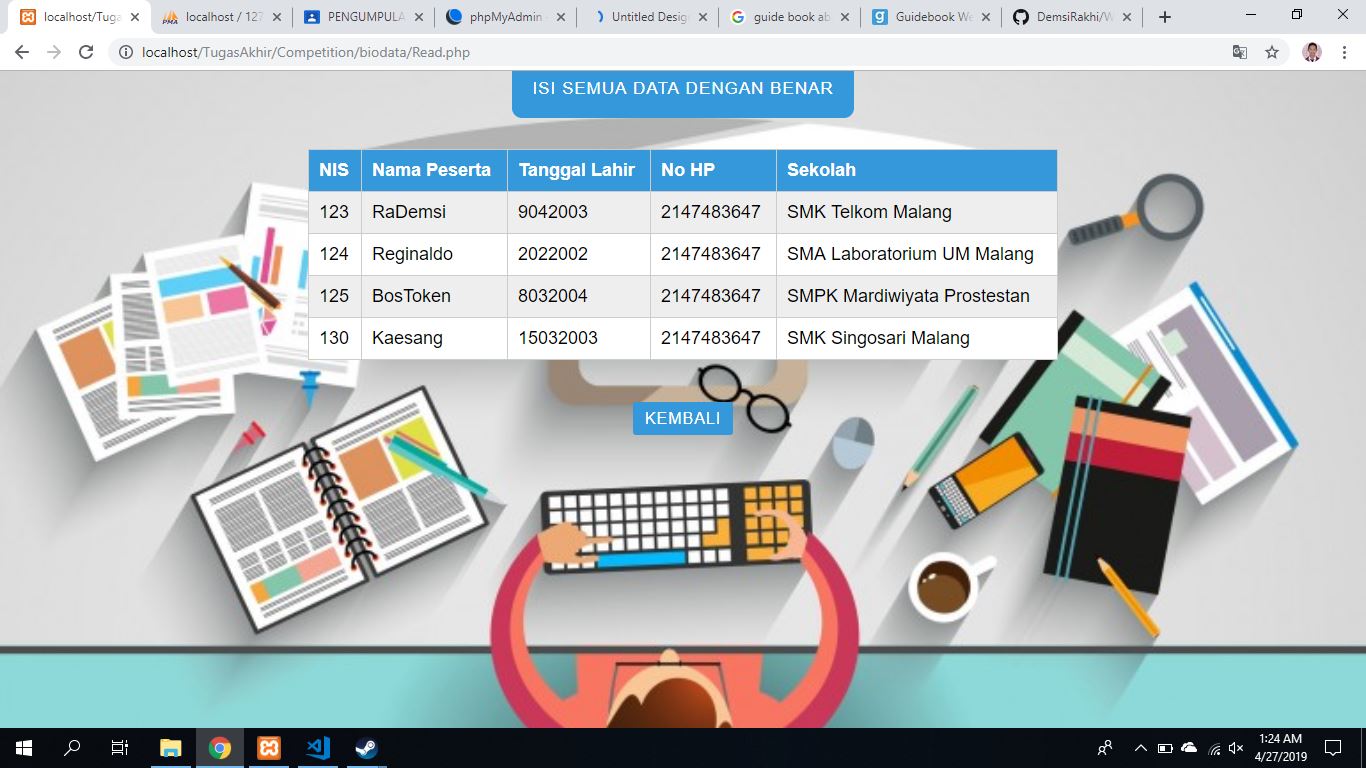 localhost/Tuga
localhost / 127
PENGUMPULA
phpMyAdmin
Untitled Design
guide book ab
Guidebook We
DemsiRakhi/W
localhost/TugasAkhir/Competition/biodata/Read.php
ISI SEMUA DATA DENGAN BENAR
NIS Nama Peserta Tanggal Lahir No HP Sekolah
123 RaDemsi 9042003 2147483647 SMK Telkom Malang
124 Reginaldo 2022002 2147483647 SMA Laboratorium UM Malang
125 BosToken 8032004 2147483647 SMPK Mardiwiyata Prostestan
130 Kaesang 15032003 2147483647 SMK Singosari Malang
KEMBALI
1:24 AM
4/27/2019